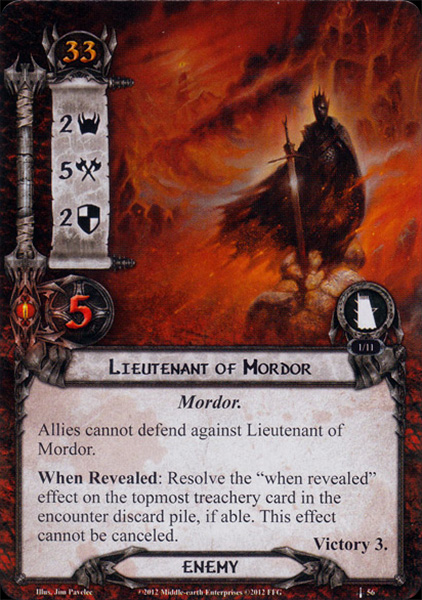 33
2
5
2
5
1/11
Lieutenant of Mordor
Mordor.
Allies cannot defend against Lieutenant of
Mordor.
When Revealed: Resolve the “when revealed”
effect on the topmost treachery card in the
encounter discard pile, if able. This effect
cannot be canceled.
Victory 3.
ENEMY
Illus. Jon Pavelec ©2012 Middle-earth Enterprises ©2012 FFG 56